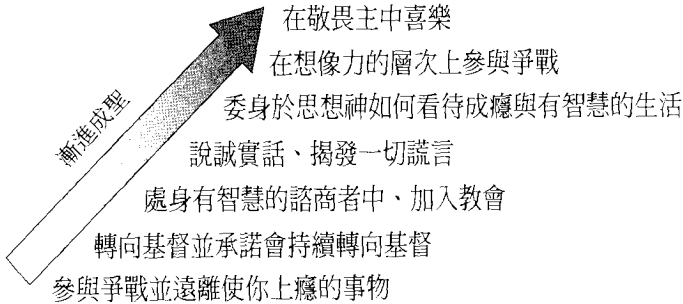 在敬畏主中喜樂
在想像力的層次上參與爭戰
委身於思想神如何看待成癮與有智慧的生活
漸進成聖
說誠實話、揭發一切謊言
處身有智慧的諮商者中、加入教會
轉向基督並承諾會持續轉向基督
參與爭戰並遠離使你上癮的事物